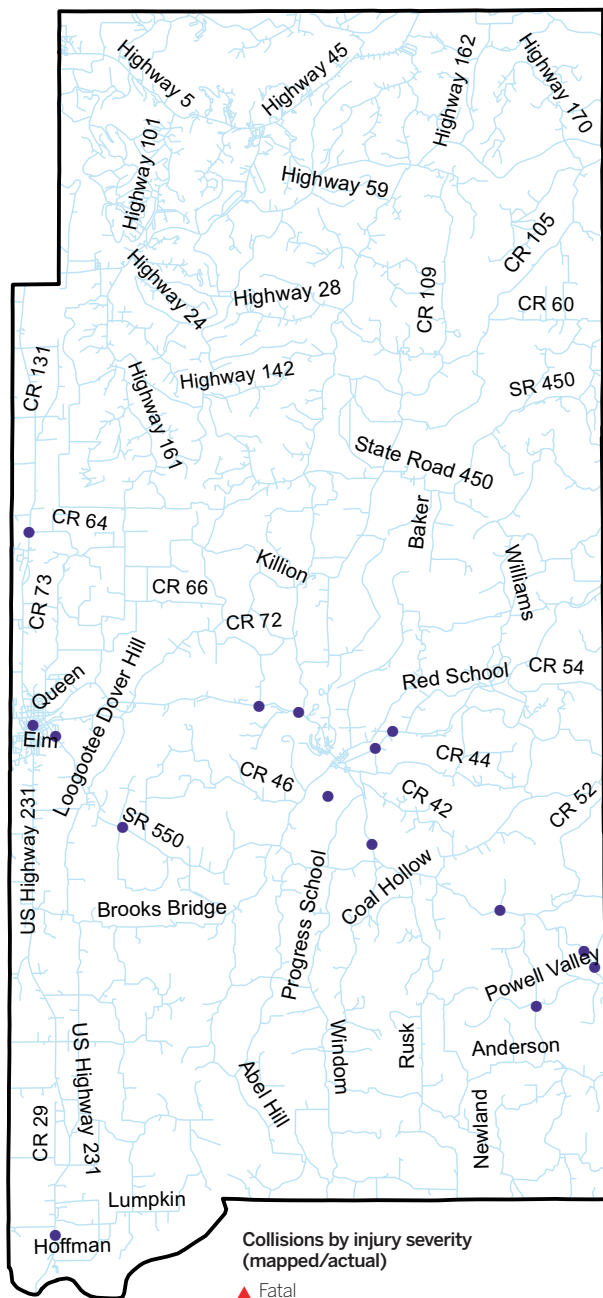 Highway 5
Highway 45
Highway 162
Highway 170
Highway 101
Highway 59
CR 105
Highway 24
Highway 28
CR 109
CR 60
CR 131
Highway 161
Highway 142
SR 450
State Road 450
CR 64
Baker
Killion
Williams
CR 73
CR 66
CR 72
Queen
Loogootee Dover Hill
Red School
CR 54
Elm
CR 46
CR 44
CR 42
CR 52
US Highway 231
SR 550
Brooks Bridge
Progress School
Coal Hollow
Powell Valley
US Highway 231
Abel Hill
Windom
Rusk
Anderson
CR 29
Newland
Lumpkin
Hoffman
Collisions by injury severity
(mapped/actual)
Fatal